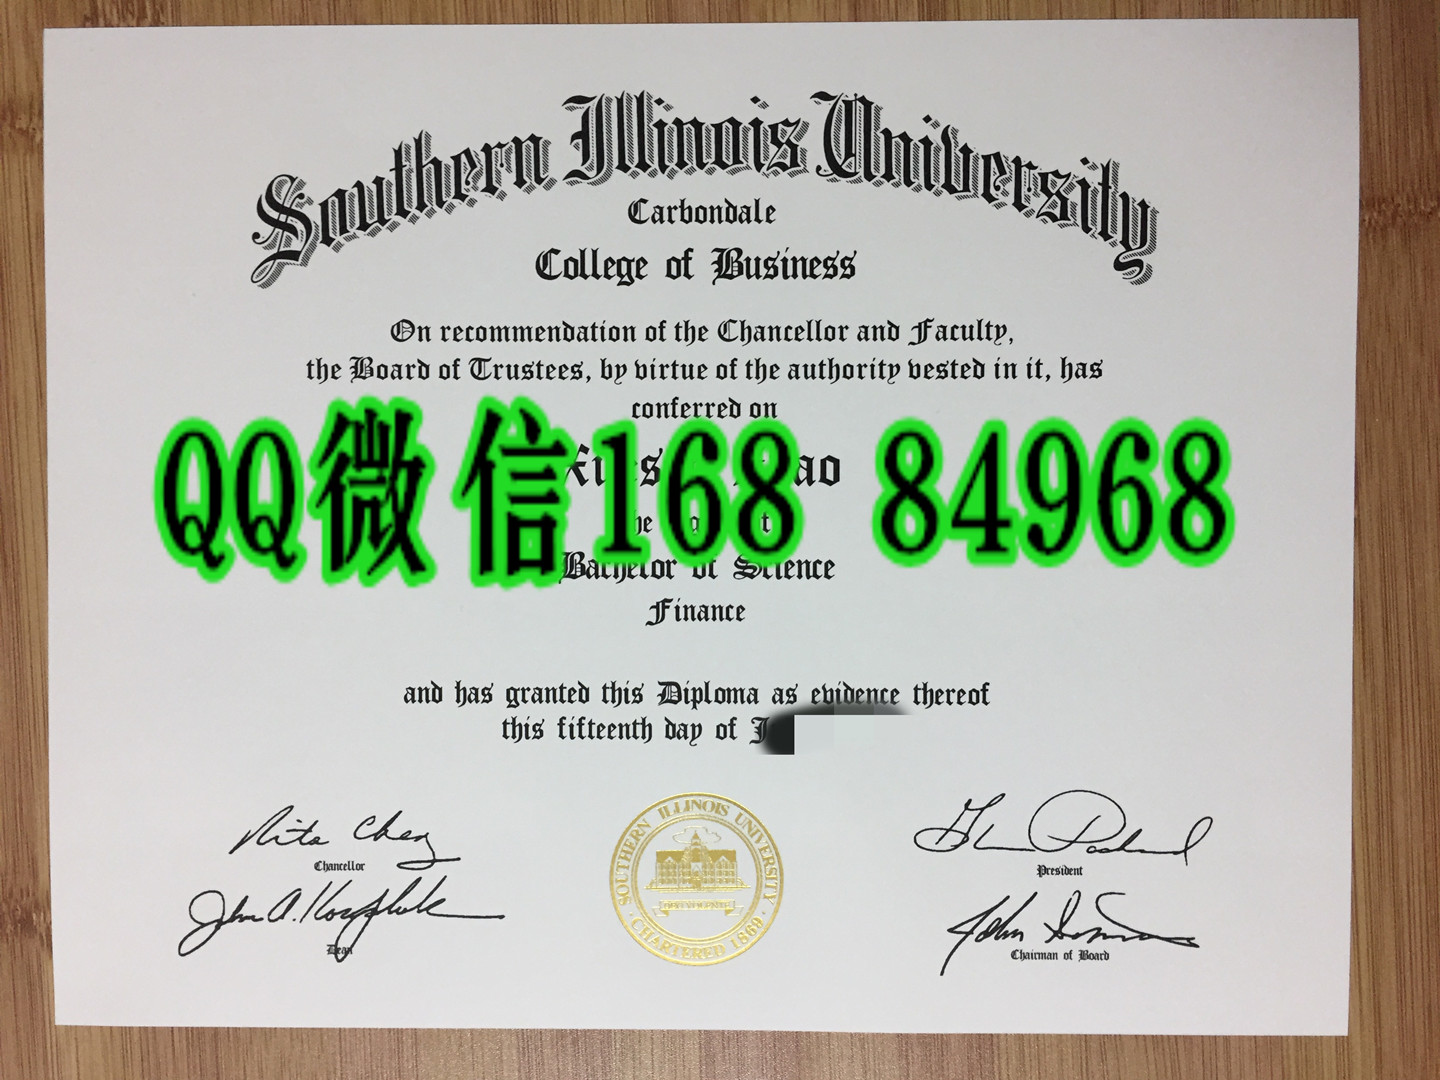 Southern Illinois University
Carbondale
College of Business
On recommendation of the Chancellor and Faculty,
the Board of Trustees, by virtue of the authority vested in it, has
conferred on
QQ微信168 84968
Bachelor of Science
Finance
and has granted this Diploma as evidence thereof
this fifteenth day of
Chancellor
President
Dean
Chairman of Board
SOUTHERN ILLINOIS UNIVERSITY
CHARTERED 1869